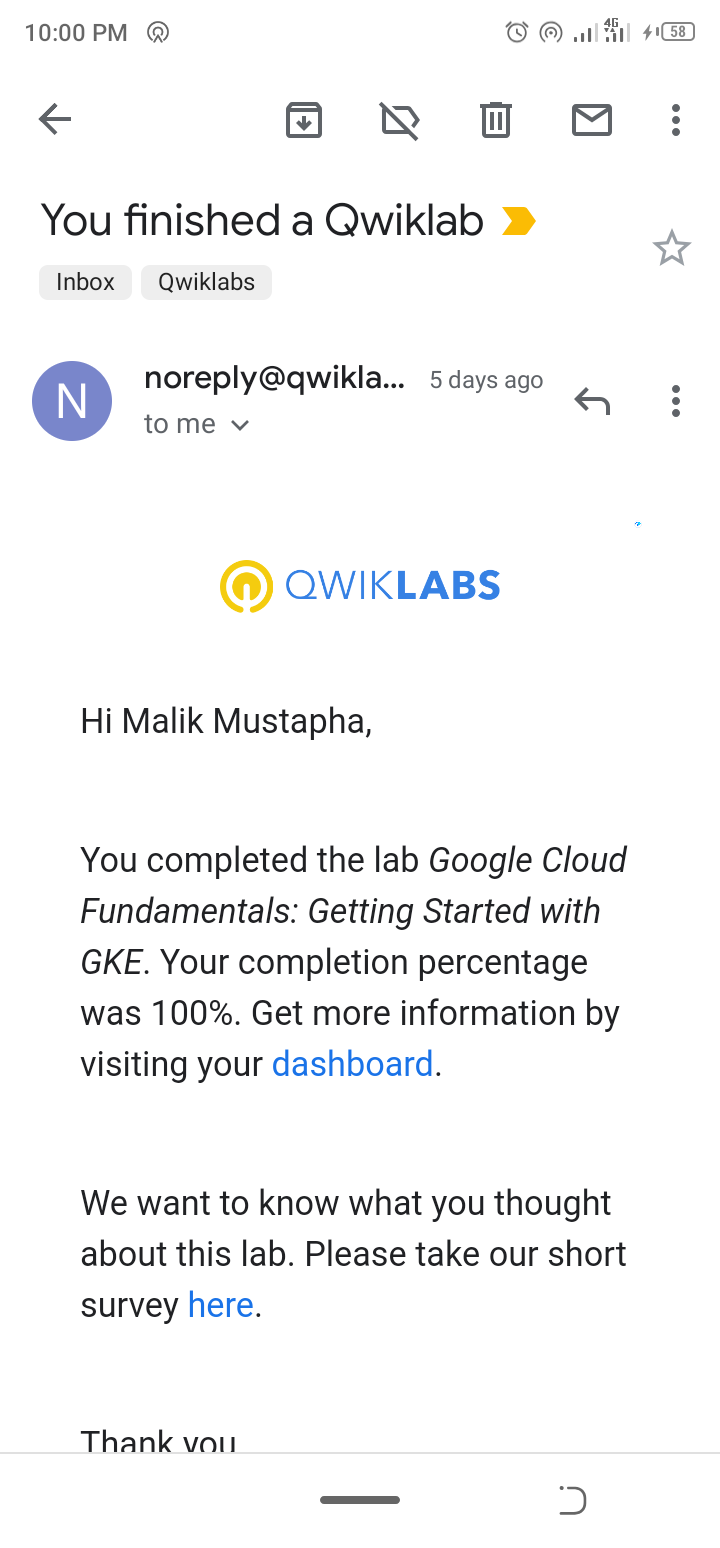 10:00 PM 4G 58
You finished a Qwiklab
Inbox Qwiklabs
N noreply@qwikla... 5 days ago
to me
QWIKLABS
Hi Malik Mustapha,
You completed the lab Google Cloud
Fundamentals: Getting Started with
GKE. Your completion percentage
was 100%. Get more information by
visiting your dashboard.
We want to know what you thought
about this lab. Please take our short
survey here.
Thank you